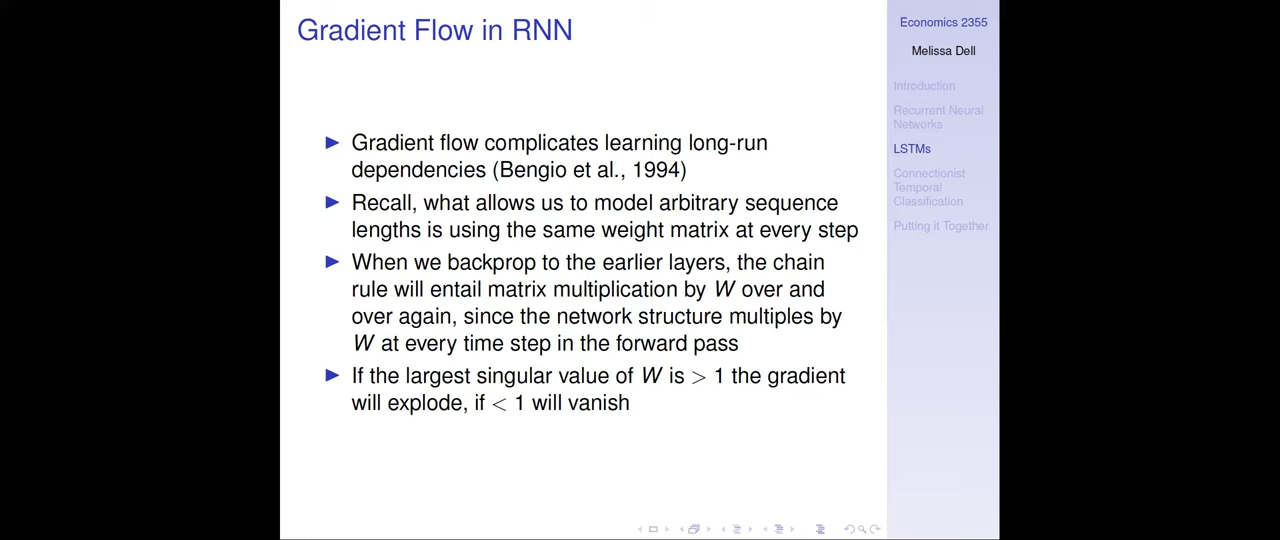 Gradient Flow in RNN
Gradient flow complicates learning long-run
dependencies (Bengio et al., 1994)
Recall, what allows us to model arbitrary sequence
lengths is using the same weight matrix at every step
When we backprop to the earlier layers, the chain
rule will entail matrix multiplication by W over and
over again, since the network structure multiples by
W at every time step in the forward pass
If the largest singular value of W is > 1 the gradient
will explode, if < 1 will vanish
Economics 2355
Melissa Dell
Introduction
Recurrent Neural
Networks
LSTMs
Connectionist
Temporal
Classification
Putting it Together